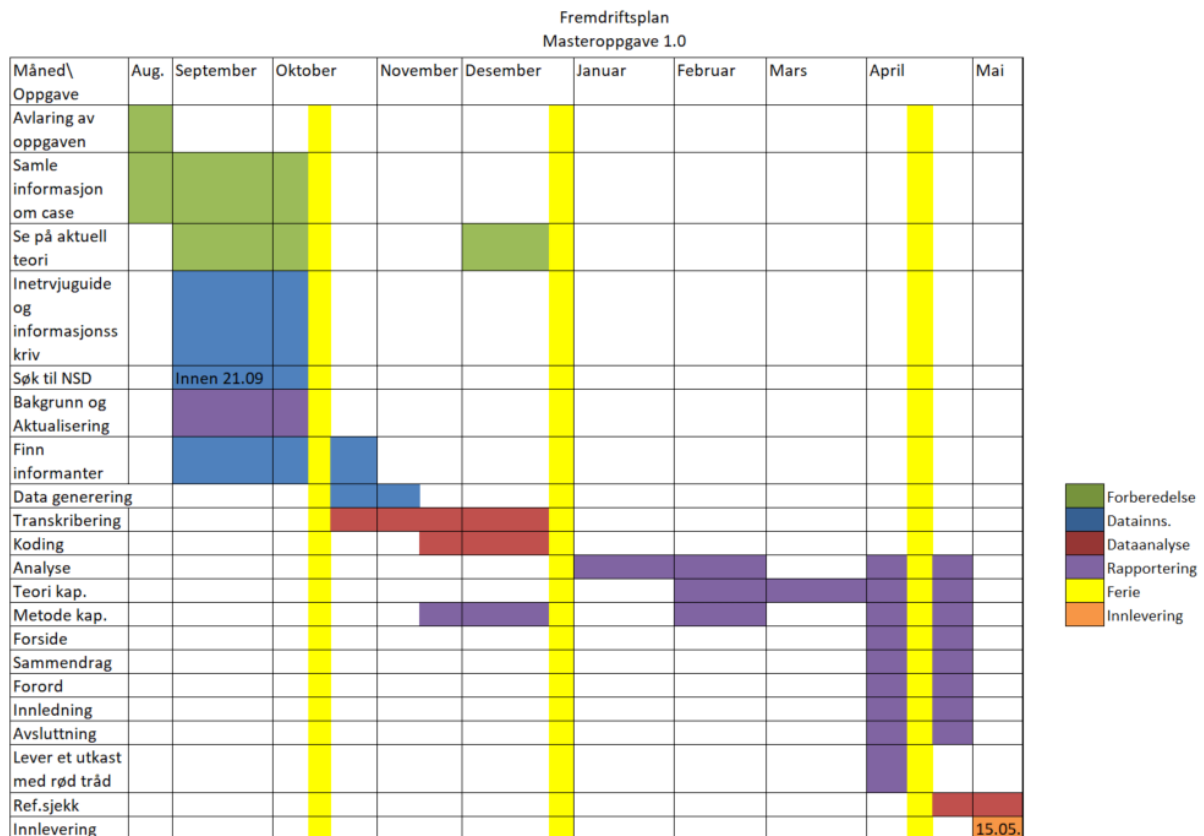 Fremdriftsplan
Masteroppgave 1.0
Måned\ Aug. September Oktober November Desember Januar Februar Mars April Mai
Oppgave
Avlaring av
oppgaven
Samle
informasjon
om case
Se på aktuell
teori
Inetrvjuguide
og
informasjonss
kriv
Søk til NSD Innen 21.09
Bakgrunn og
Aktualisering
Finn
informanter
Data generering
Transkribering
Koding
Analyse
Teori kap.
Metode kap.
Forside
Sammendrag
Forord
Innledning
Avsluttning
Lever et utkast
med rød tråd
Ref.sjekk
Innlevering 15.05.
Forberedelse
Datainns.
Dataanalyse
Rapportering
Ferie
Innlevering